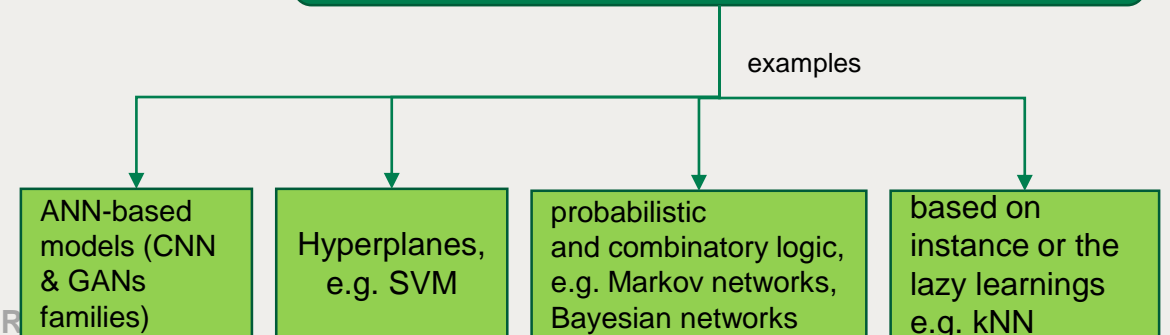 examples
ANN-based
models (CNN
& GANs
families)
Hyperplanes,
e.g. SVM
probabilistic
and combinatory logic,
e.g. Markov networks,
Bayesian networks
based on
instance or the
lazy learnings
e.g. kNN
R